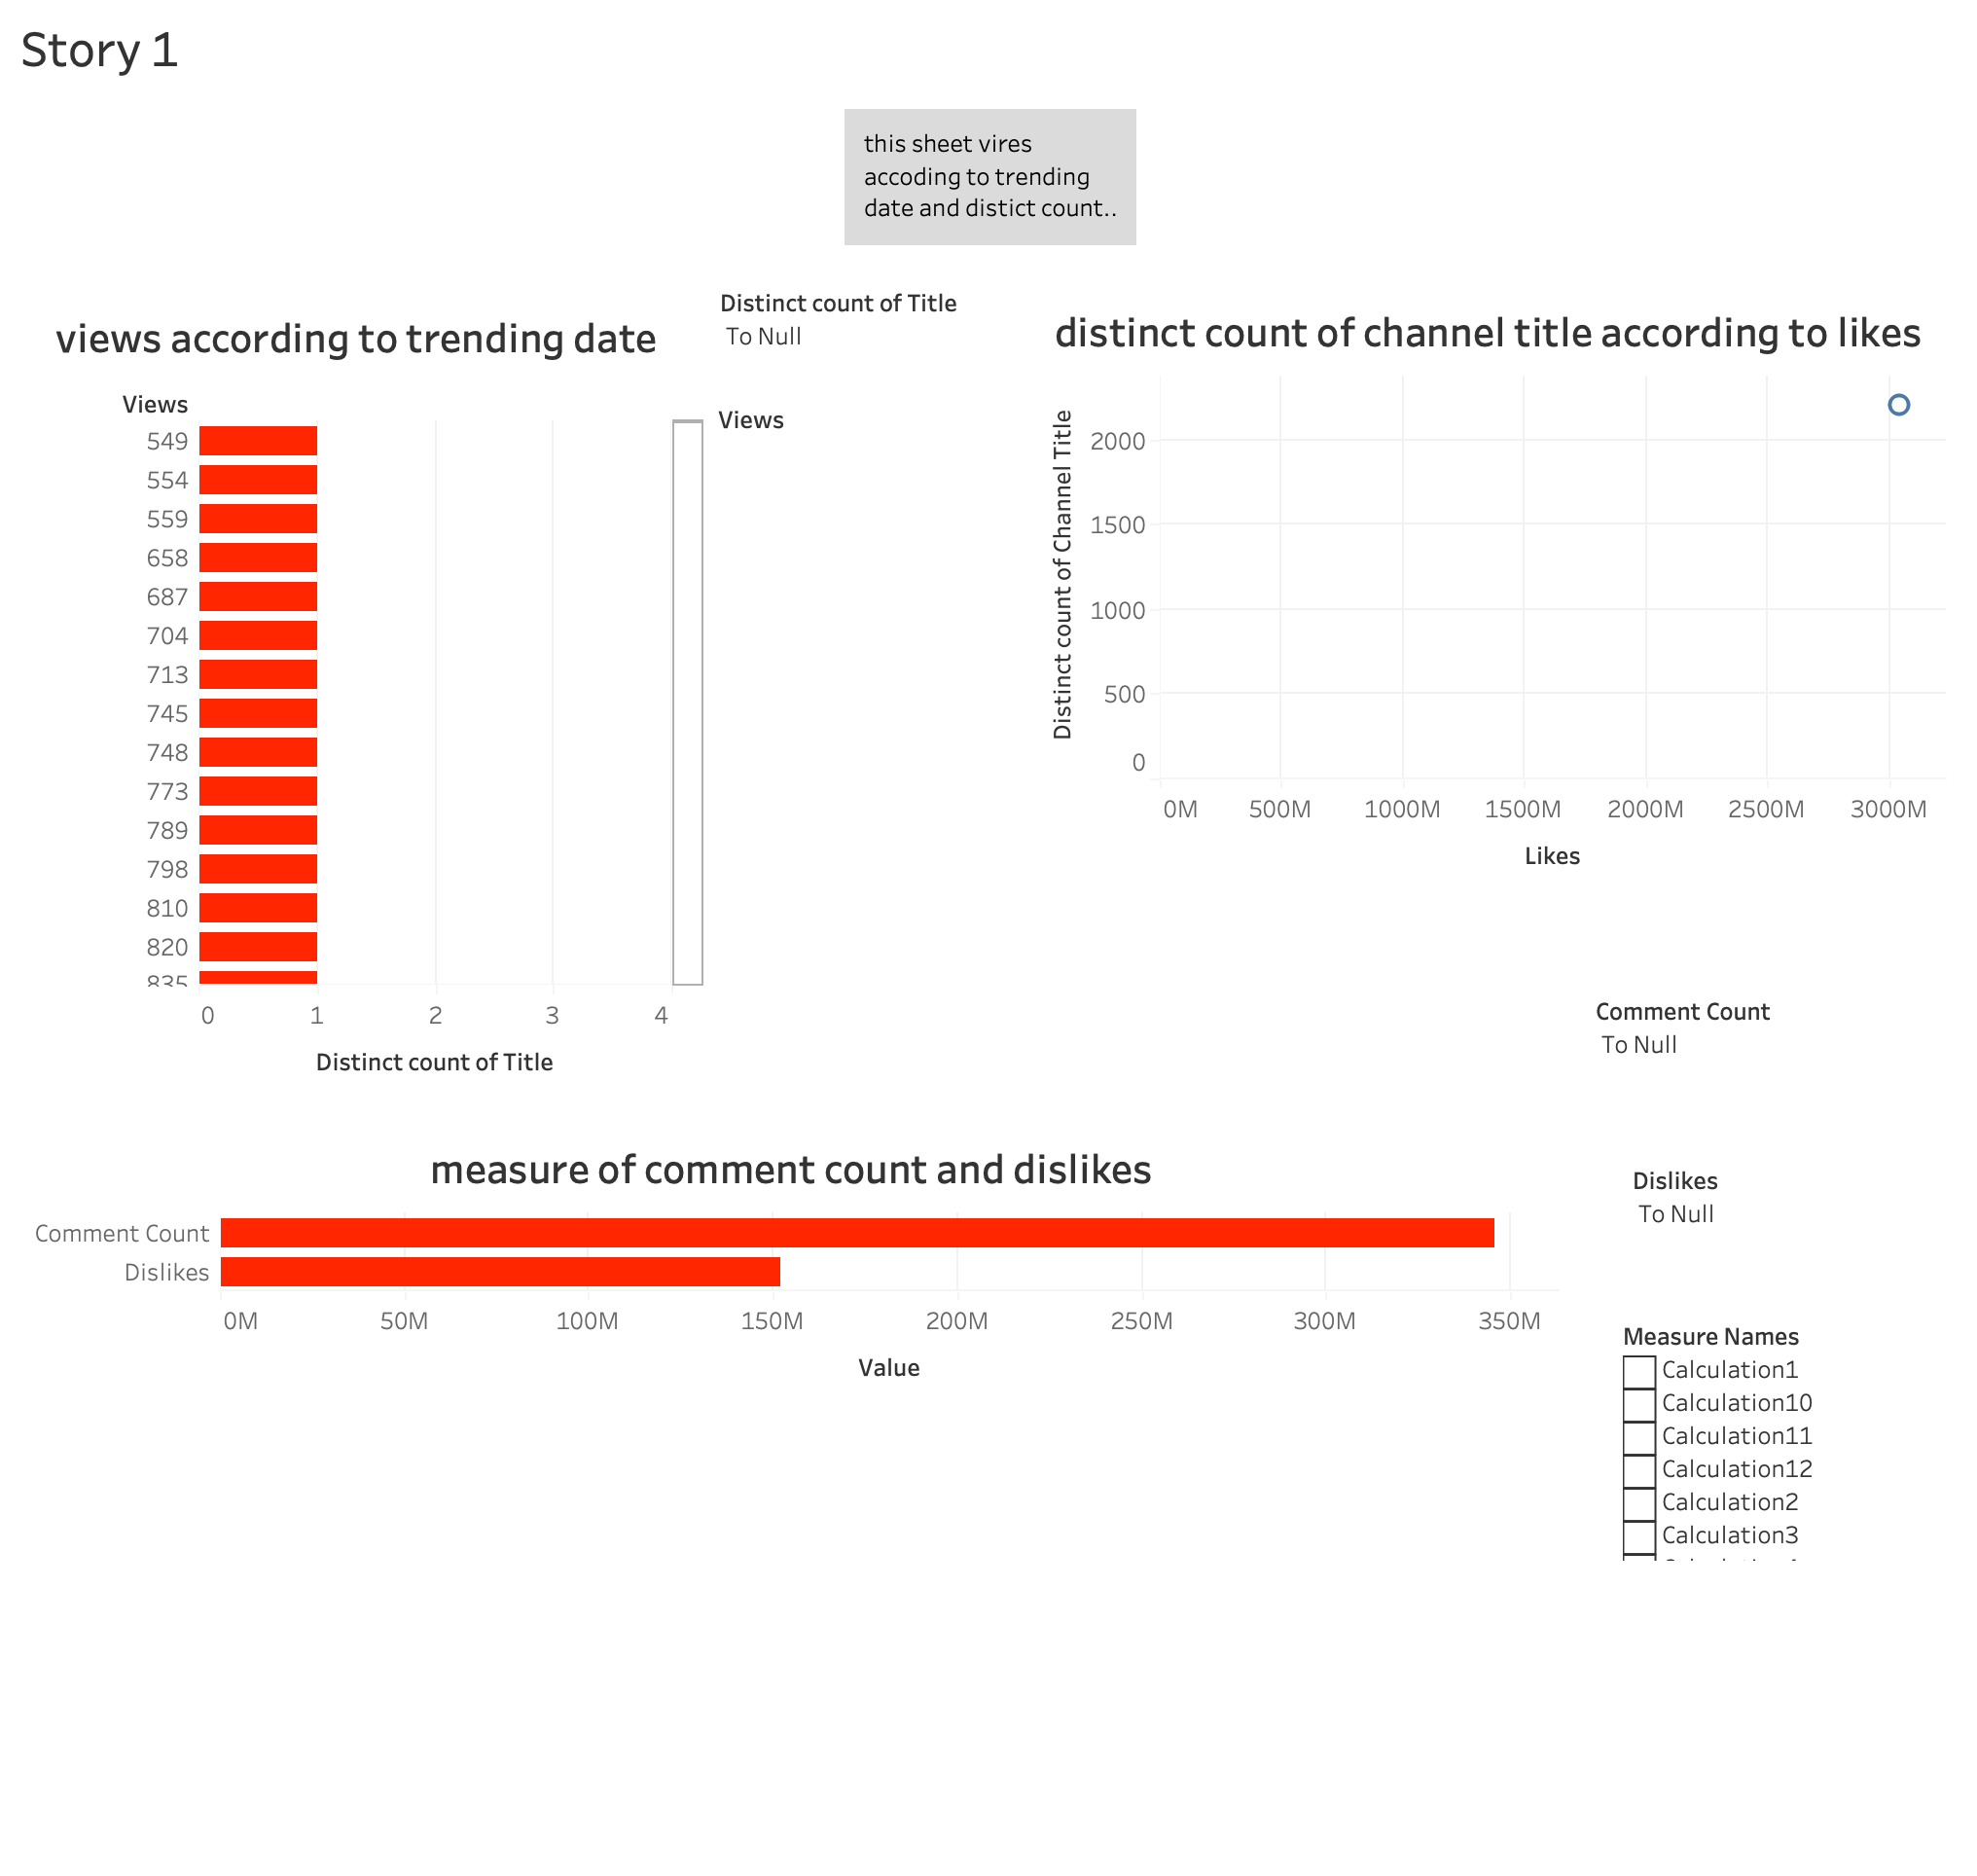 Story 1
this sheet vires
accoding to trending
date and distict count..
views according to trending date
Distinct count of Title
To Null
Views
549
554
559
658
687
704
713
745
748
773
789
798
810
820
835
0 1 2 3 4
Distinct count of Title
Views
distinct count of channel title according to likes
Distinct count of Channel Title
2000
1500
1000
500
0
0M 500M 1000M 1500M 2000M 2500M 3000M
Likes
Comment Count
To Null
measure of comment count and dislikes
Comment Count
Dislikes
0M 50M 100M 150M 200M 250M 300M 350M
Value
Dislikes
To Null
Measure Names
Calculation1
Calculation10
Calculation11
Calculation12
Calculation2
Calculation3